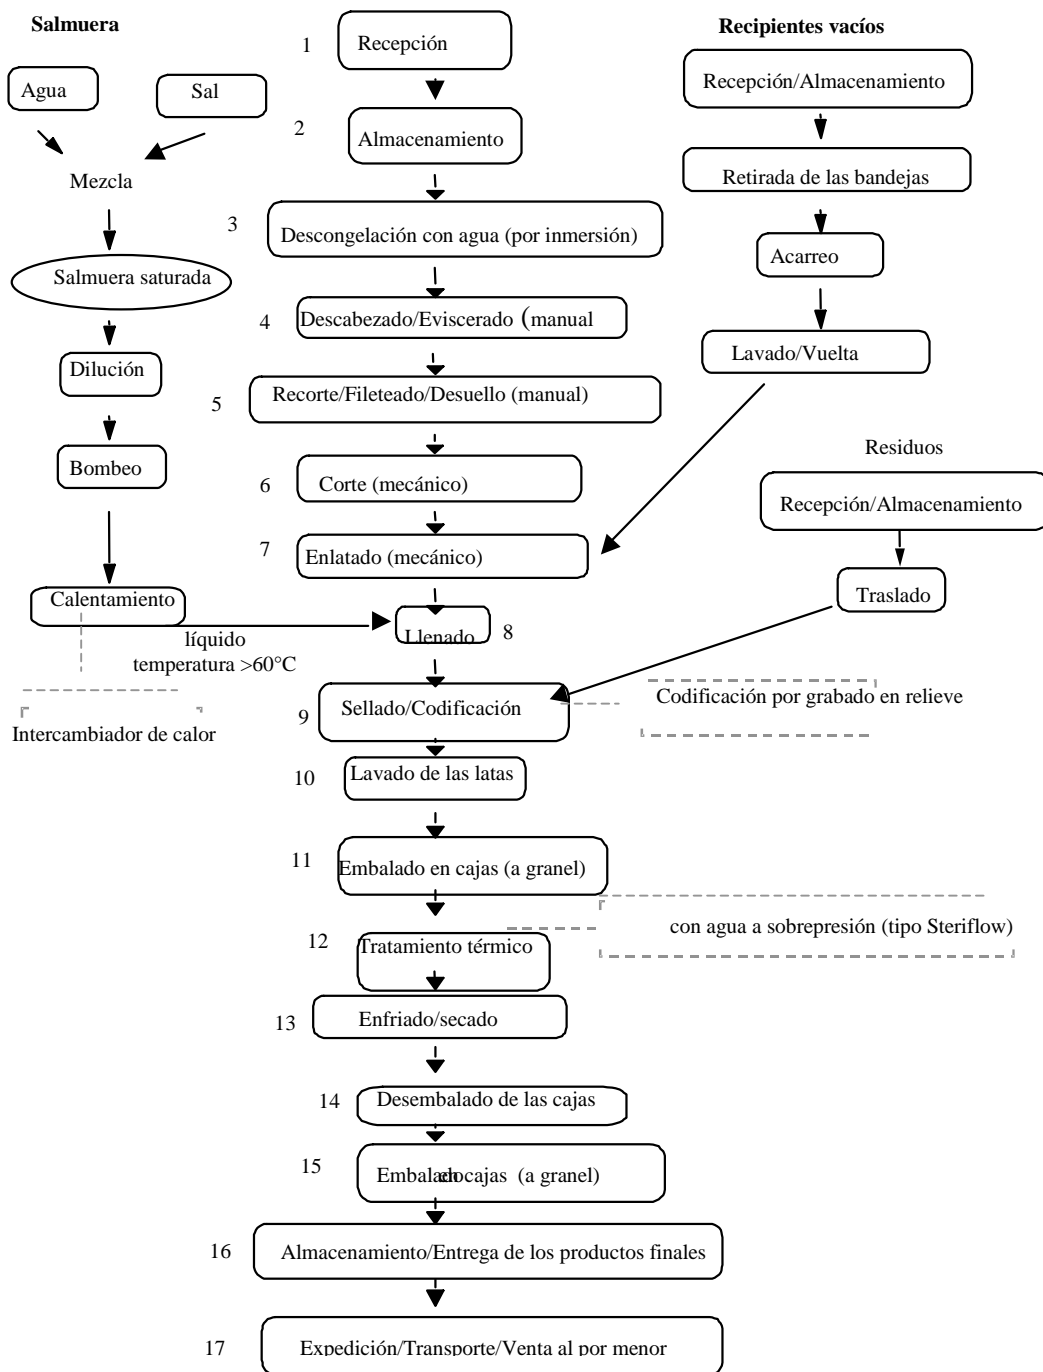 Salmuera
Agua
Sal
Mezcla
Salmuera saturada
Dilución
Bombeo
Calentamiento
líquido
temperatura >60°C
Intercambiador de calor
1 Recepción
2 Almacenamiento
3 Descongelación con agua (por inmersión)
4 Descabezado/Eviscerado (manual
5 Recorte/Fileteado/Desuello (manual)
6 Corte (mecánico)
7 Enlatado (mecánico)
Llenado 8
9 Sellado/Codificación
10 Lavado de las latas
11 Embalado en cajas (a granel)
12 Tratamiento térmico
13 Enfriado/secado
14 Desembalado de las cajas
15 Embalado en cajas (a granel)
16 Almacenamiento/Entrega de los productos finales
17 Expedición/Transporte/Venta al por menor
Recipientes vacíos
Recepción/Almacenamiento
Retirada de las bandejas
Acarreo
Lavado/Vuelta
Residuos
Recepción/Almacenamiento
Traslado
Codificación por grabado en relieve
con agua a sobrepresión (tipo Steriflow)